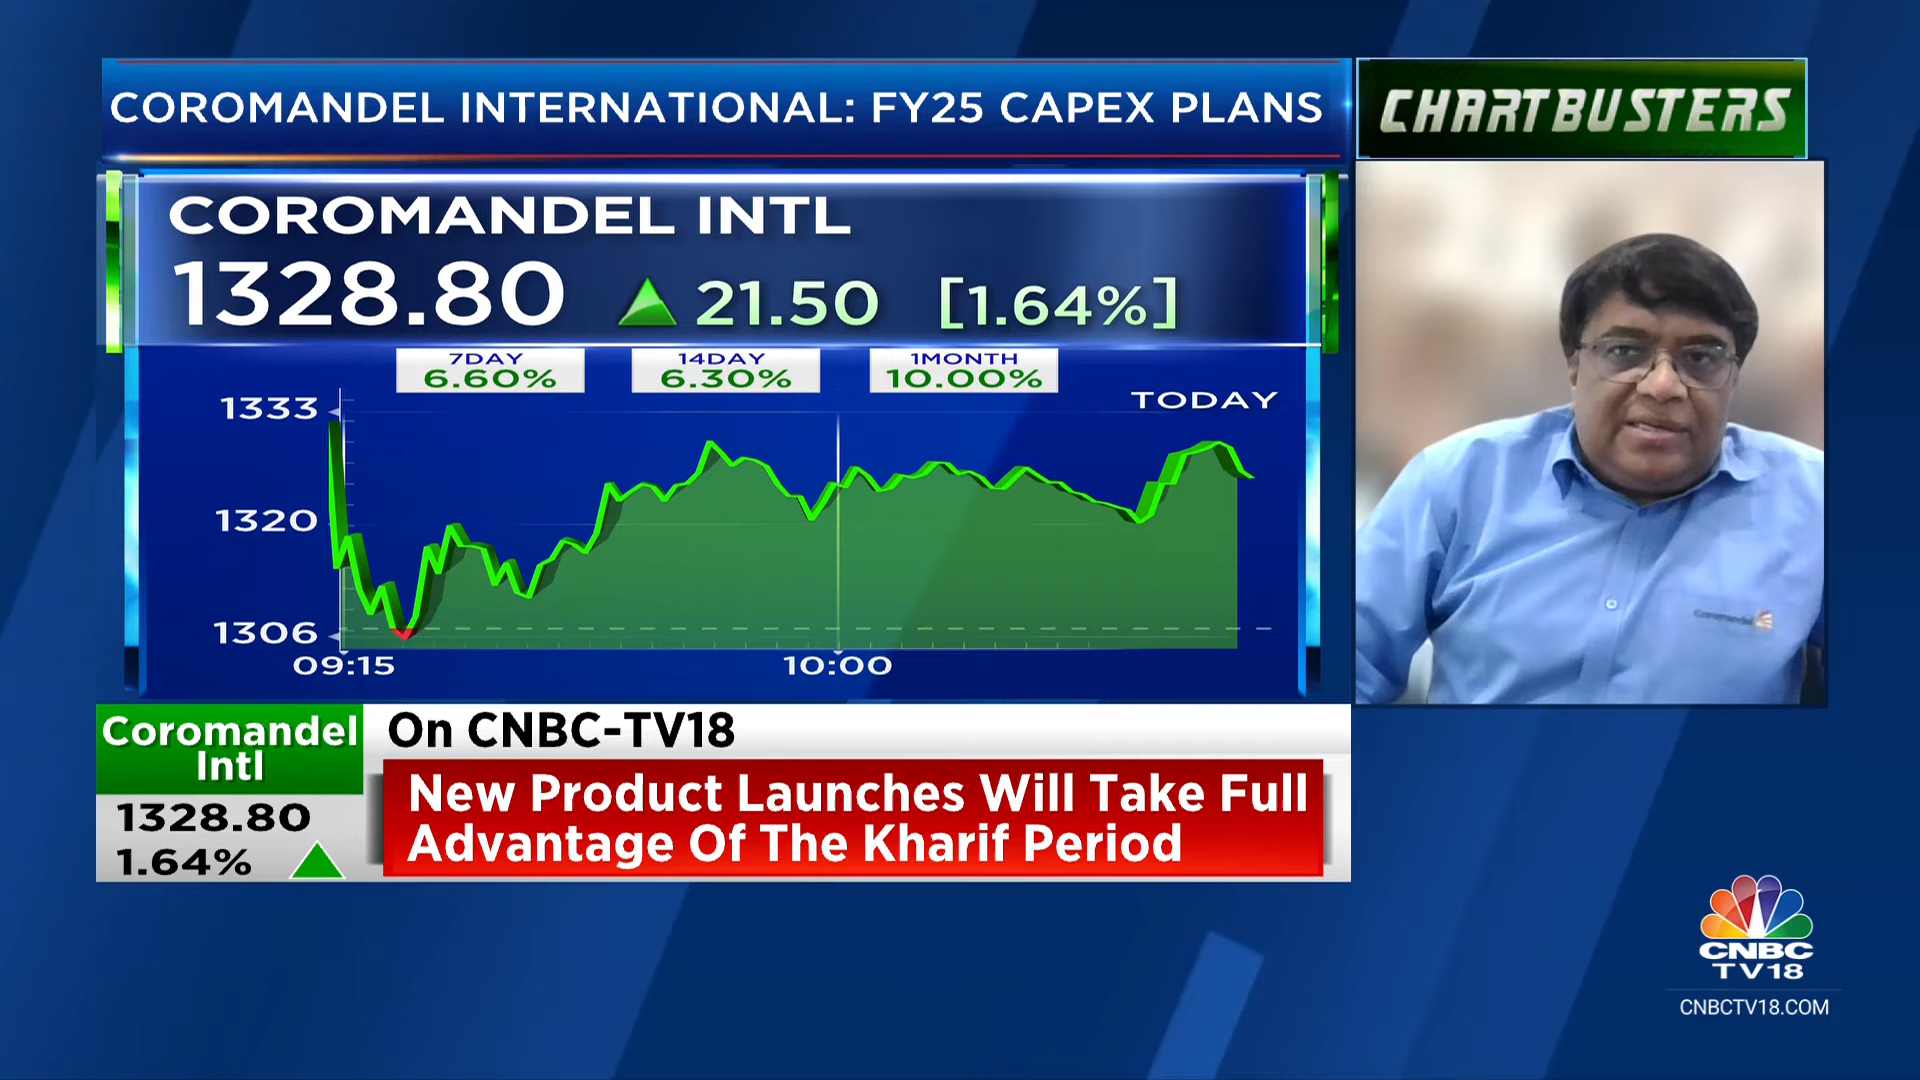 COROMANDEL INTERNATIONAL: FY25 CAPEX PLANS
CHARTBUSTERS
COROMANDEL INTL
1328.80 ▲ 21.50 [1.64%]
7DAY 14DAY 1MONTH
6.60% 6.30% 10.00%
TODAY
1333
1320
1306
09:15 10:00
Coromandel
Coromandel
Intl
1328.80
1.64% ▲
On CNBC-TV18
New Product Launches Will Take Full
Advantage Of The Kharif Period
CNBC
TV18
CNBCTV18.COM